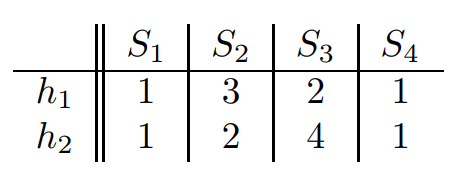 S₁ S₂ S₃ S₄
h₁ 1 3 2 1
h₂ 1 2 4 1